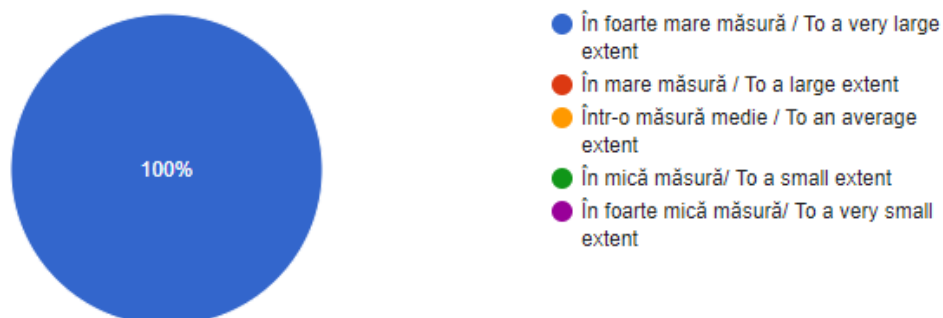 100%
În foarte mare măsură / To a very large
extent
În mare măsură / To a large extent
Într-o măsură medie / To an average
extent
În mică măsură/ To a small extent
În foarte mică măsură/ To a very small
extent